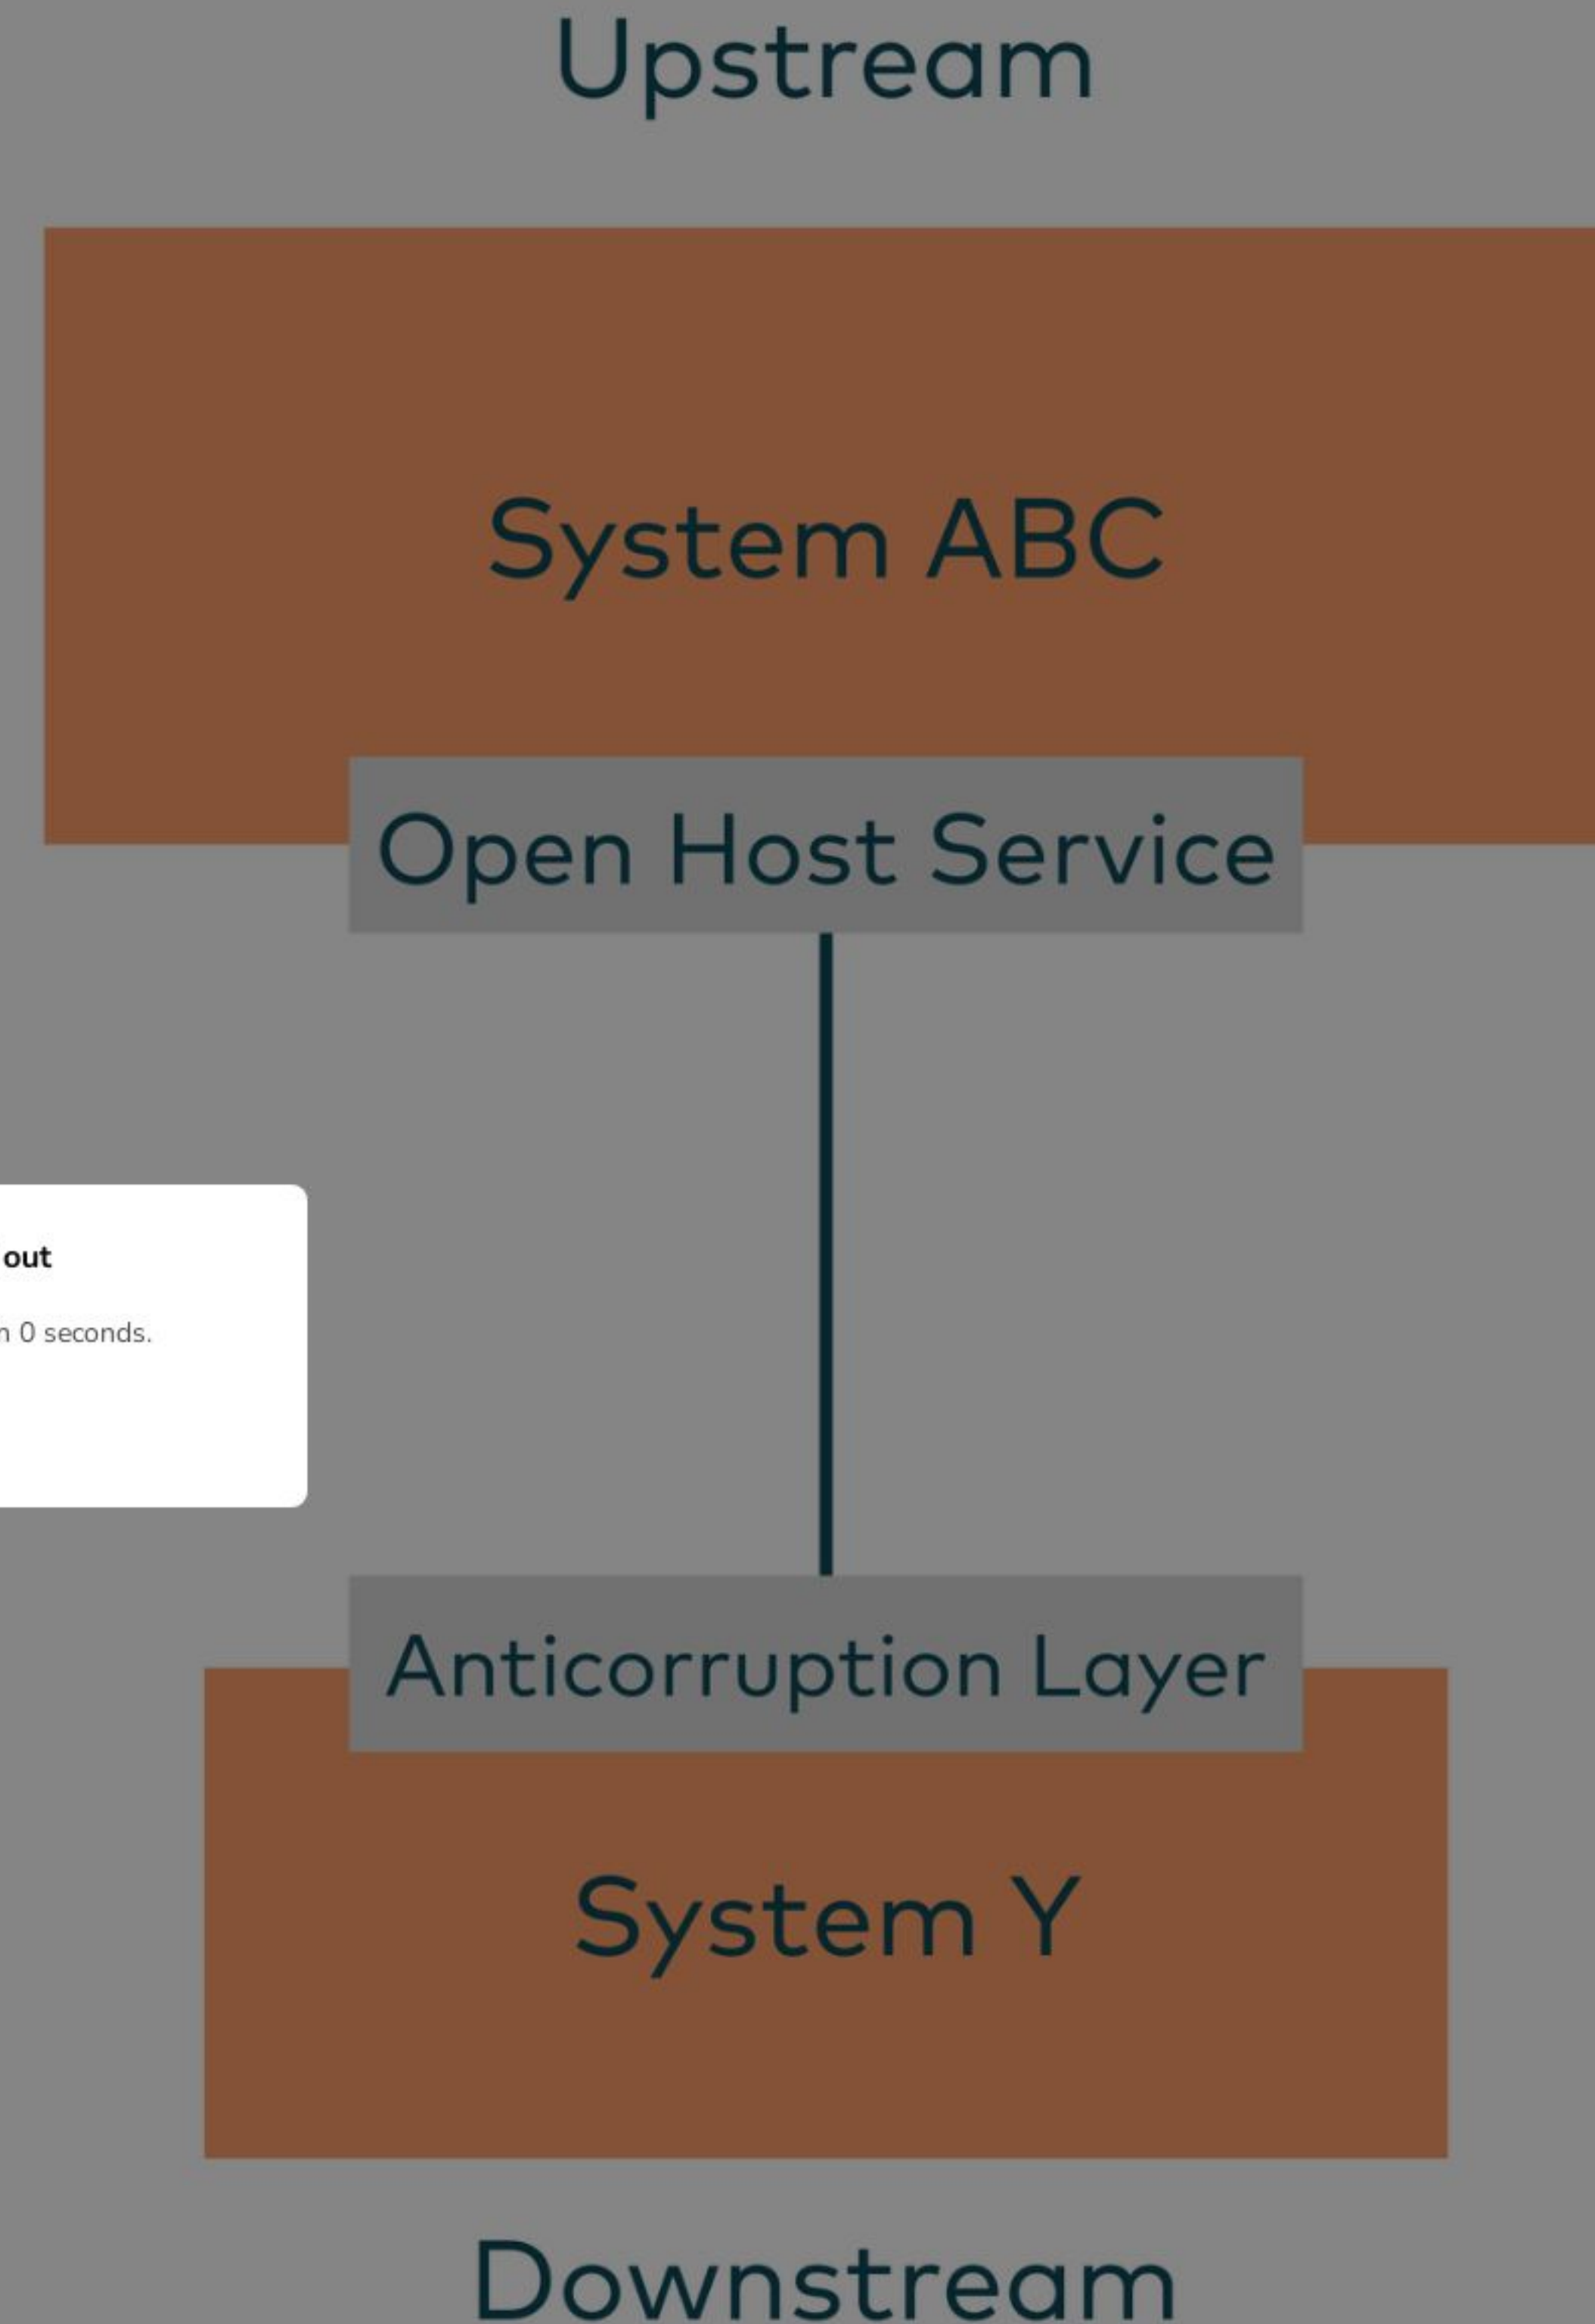 Upstream
System ABC
Open Host Service
out
0 seconds.
Anticorruption Layer
System Y
Downstream